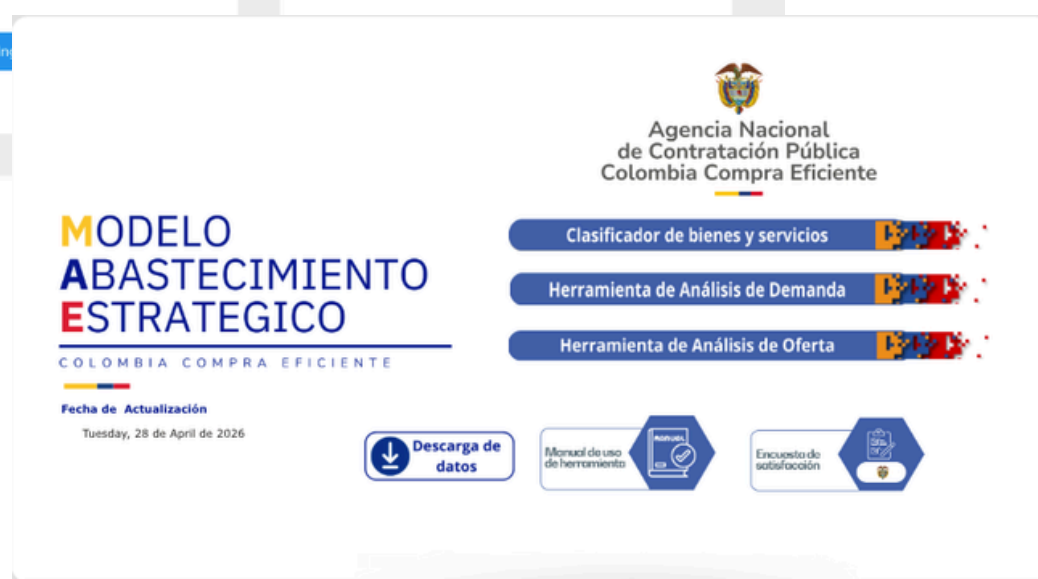 Agencia Nacional
de Contratación Pública
Colombia Compra Eficiente
MODELO
ABASTECIMIENTO
ESTRATEGICO
COLOMBIA COMPRA EFICIENTE
Fecha de Actualización
Tuesday, 28 de April de 2026
Clasificador de bienes y servicios
Herramienta de Análisis de Demanda
Herramienta de Análisis de Oferta
Descarga de
datos
Manual de uso
de herramienta
MANUAL
Encuesta de
satisfacción